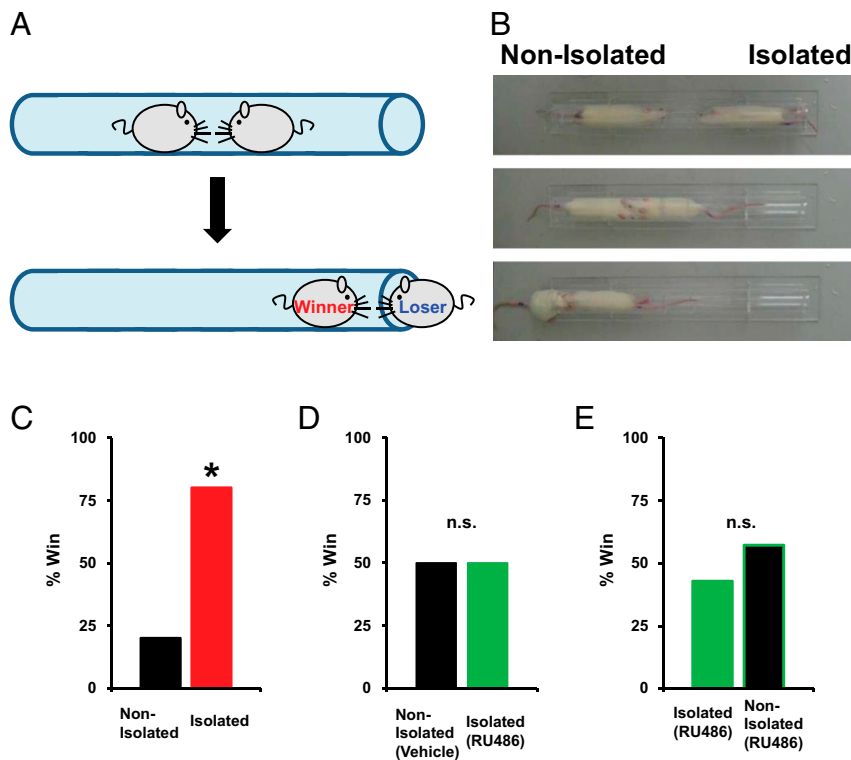 A
Winner
Loser
B
Non-Isolated Isolated
C
% Win
100
75
50
25
0
*
Non-
Isolated
Isolated
D
% Win
100
75
50
25
0
n.s.
Non-
Isolated
(Vehicle)
Isolated
(RU486)
E
% Win
100
75
50
25
0
n.s.
Isolated
(RU486)
Non-
Isolated
(RU486)